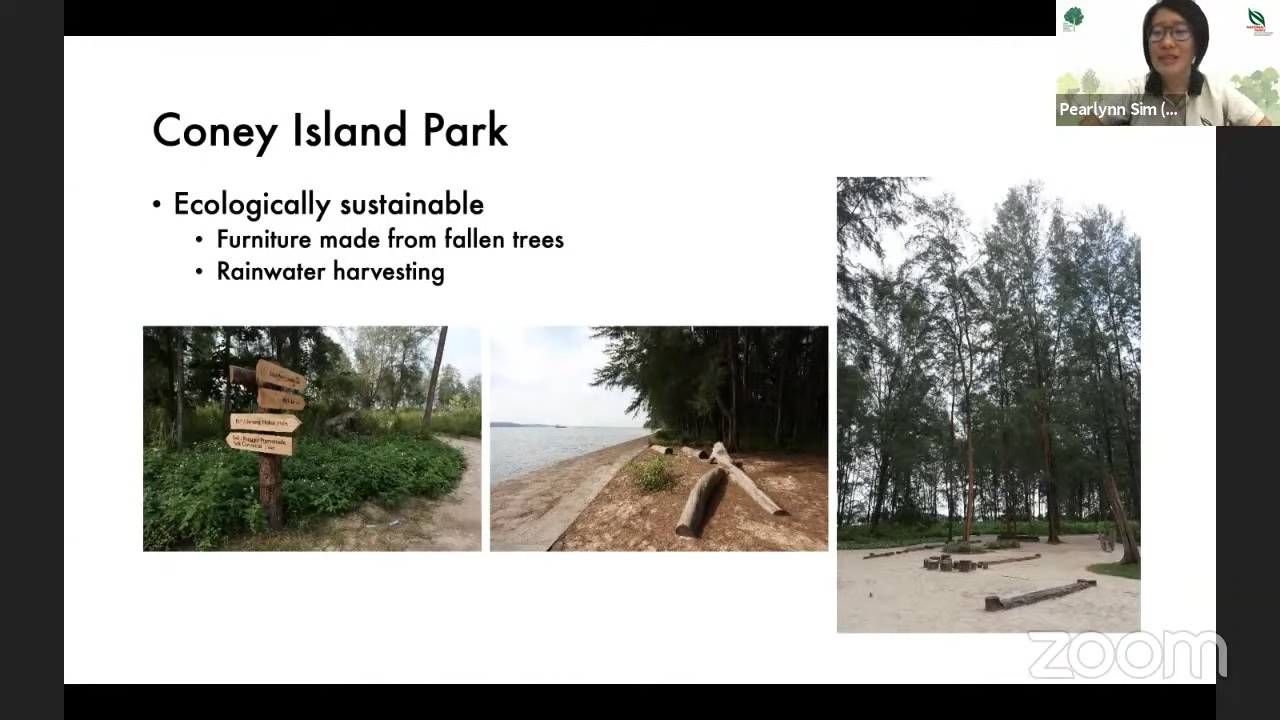 Coney Island Park
• Ecologically sustainable
• Furniture made from fallen trees
• Rainwater harvesting
Pearlynn Sim (...
zoom